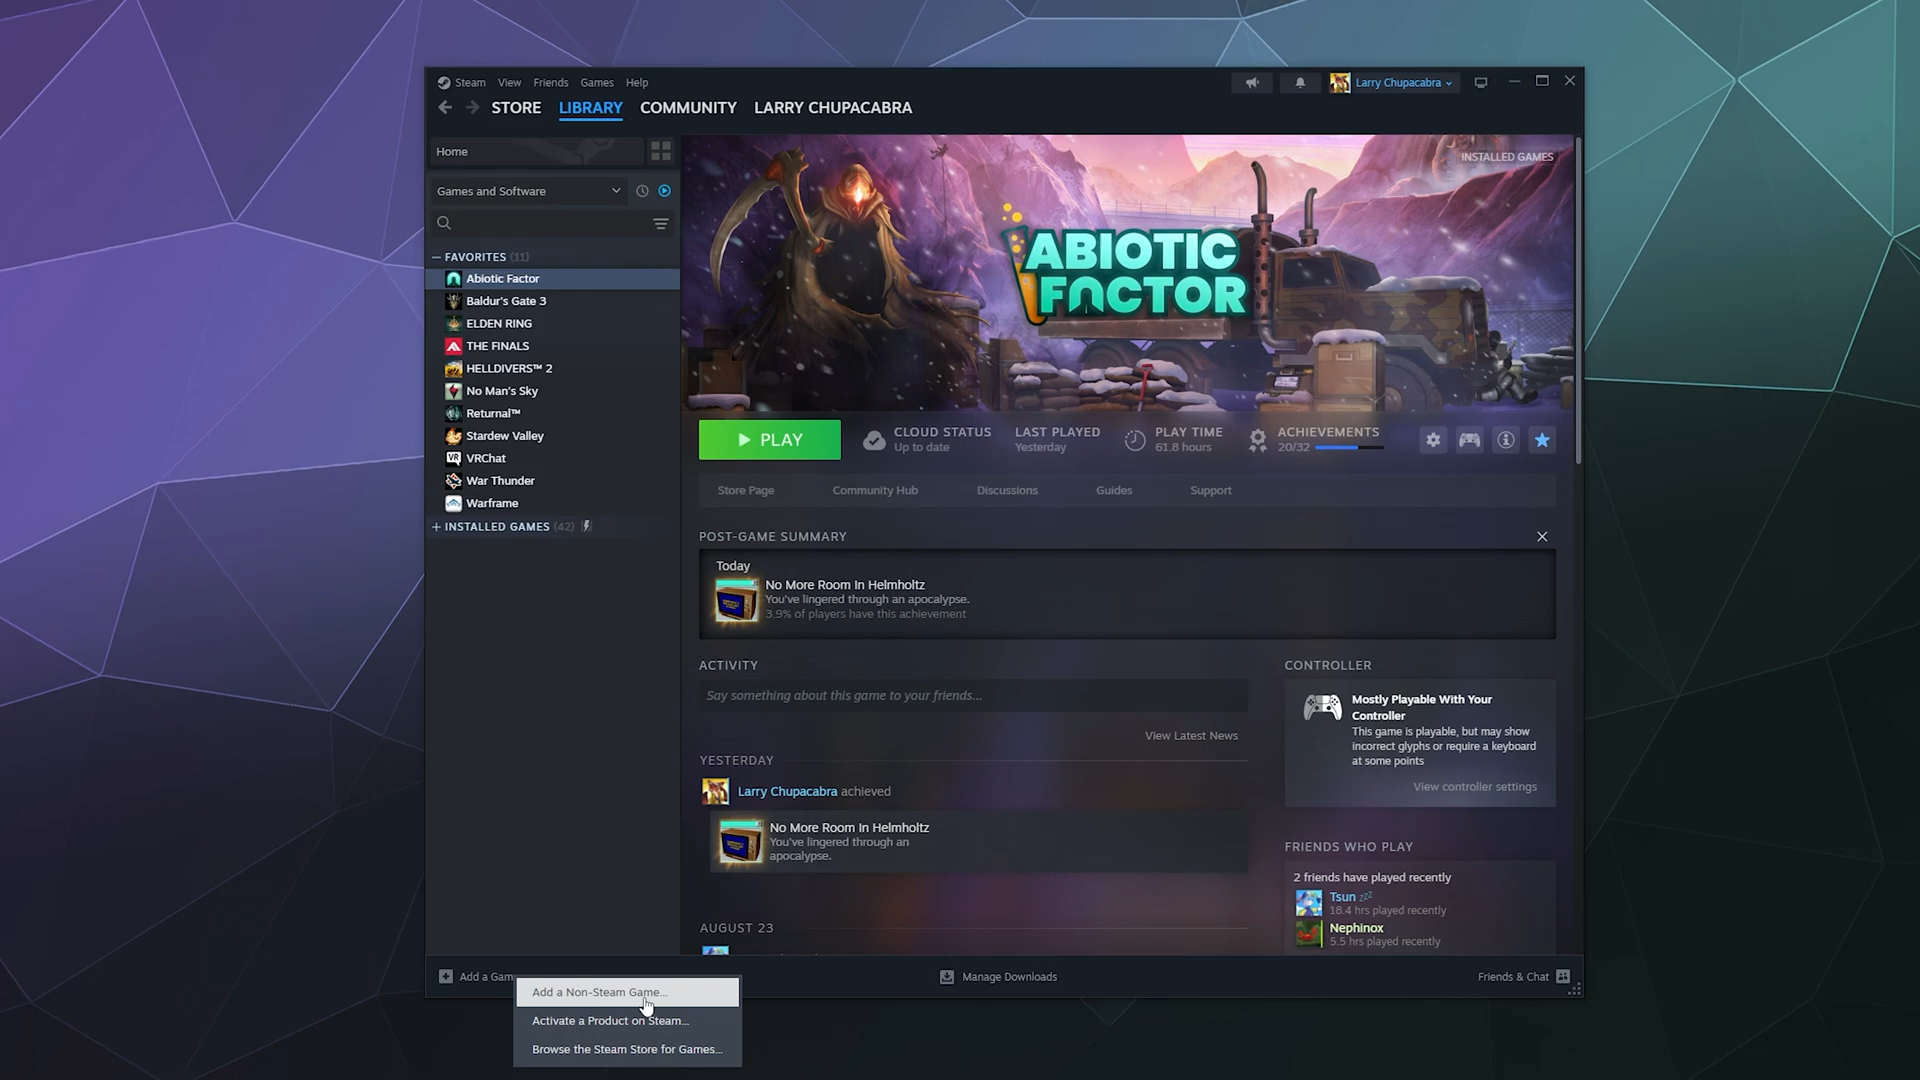 Steam View Friends Games Help
Larry Chupacabra
STORE LIBRARY COMMUNITY LARRY CHUPACABRA
Home
INSTALLED GAMES
Games and Software
FAVORITES (11)
Abiotic Factor
Baldur's Gate 3
ELDEN RING
THE FINALS
HELLDIVERS™ 2
No Man's Sky
Returnal™
Stardew Valley
VRChat
War Thunder
Warframe
INSTALLED GAMES (42)
ABIOTIC
FACTOR
PLAY
CLOUD STATUS
Up to date
LAST PLAYED
Yesterday
PLAY TIME
61.8 hours
ACHIEVEMENTS
20/32
Store Page Community Hub Discussions Guides Support
POST-GAME SUMMARY
Today
No More Room In Helmholtz
You've lingered through an apocalypse.
3.9% of players have this achievement
ACTIVITY
Say something about this game to your friends...
View Latest News
YESTERDAY
Larry Chupacabra achieved
No More Room In Helmholtz
You've lingered through an
apocalypse.
AUGUST 23
CONTROLLER
Mostly Playable With Your
Controller
This game is playable, but may show
incorrect glyphs or require a keyboard
at some points
View controller settings
FRIENDS WHO PLAY
2 friends have played recently
Tsun zzZ
18.4 hrs played recently
Nephinox
5.5 hrs played recently
Add a Gam
Manage Downloads
Friends & Chat
Add a Non-Steam Game...
Activate a Product on Steam...
Browse the Steam Store for Games...